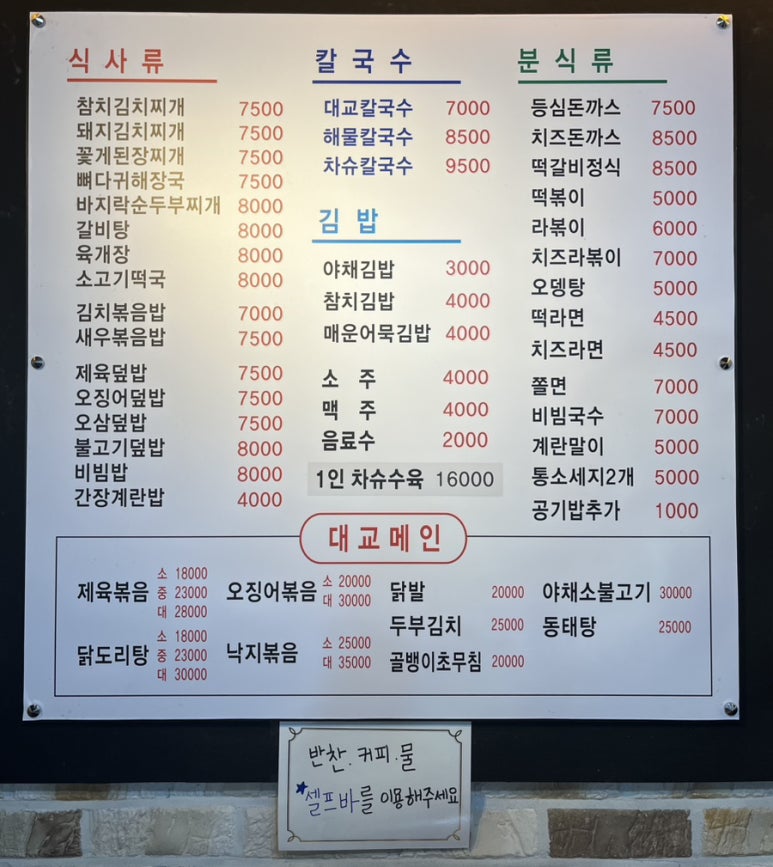 식사류
참치김치찌개 7500
돼지김치찌개 7500
꽃게된장찌개 7500
뼈다귀해장국 7500
바지락순두부찌개 8000
갈비탕 8000
육개장 8000
소고기떡국 8000
김치볶음밥 7000
새우볶음밥 7500
제육덮밥 7500
오징어덮밥 7500
오삼덮밥 7500
불고기덮밥 8000
비빔밥 8000
간장계란밥 4000
칼국수
대교칼국수 7000
해물칼국수 8500
차슈칼국수 9500
김밥
야채김밥 3000
참치김밥 4000
매운어묵김밥 4000
소 주 4000
맥 주 4000
음료수 2000
1인 차슈수육 16000
분식류
등심돈까스 7500
치즈돈까스 8500
떡갈비정식 8500
떡볶이 5000
라볶이 6000
치즈라볶이 7000
오뎅탕 5000
떡라면 4500
치즈라면 4500
쫄면 7000
비빔국수 7000
계란말이 5000
통소세지2개 5000
공기밥추가 1000
대교메인
제육볶음 소 18000
중 23000
대 28000
닭도리탕 소 18000
중 23000
대 30000
오징어볶음 소 20000
대 30000
낙지볶음 소 25000
대 35000
닭발 20000
두부김치 25000
골뱅이초무침 20000
야채소불고기 30000
동태탕 25000
반찬.커피.물
*셀프바를 이용해주세요